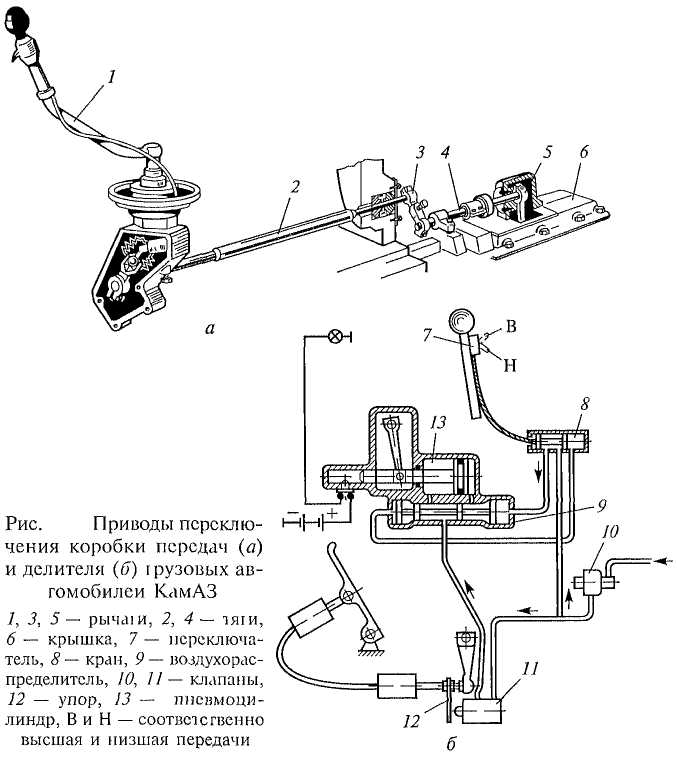 1
2
3
4
5
6
а
7
В
Н
8
13
9
10
11
12
б
Рис. Приводы переклю-
чения коробки передач (а)
и делителя (б) грузовых ав-
томобилей КамАЗ
1, 3, 5 — рычаги, 2, 4 — тяги,
6 — крышка, 7 — переключа-
тель, 8 — кран, 9 — воздухорас-
пределитель, 10, 11 — клапаны,
12 — упор, 13 — пневмоци-
линдр, В и Н — соответственно
высшая и низшая передачи